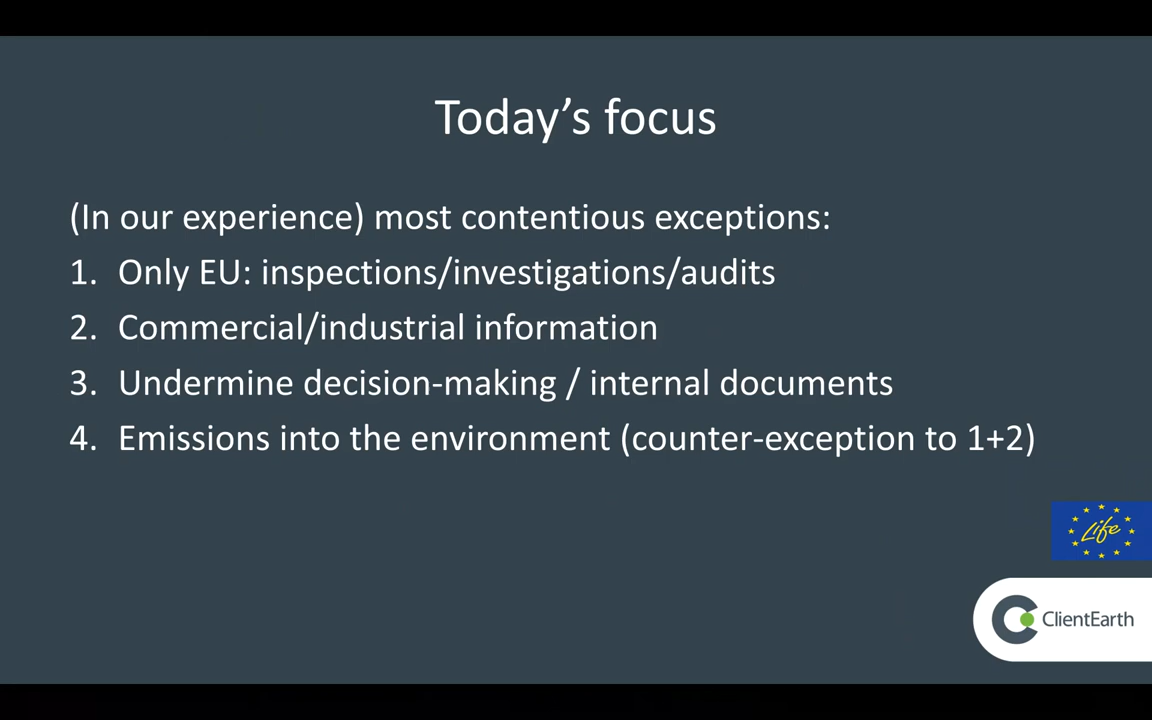 Today’s focus
(In our experience) most contentious exceptions:
1. Only EU: inspections/investigations/audits
2. Commercial/industrial information
3. Undermine decision-making / internal documents
4. Emissions into the environment (counter-exception to 1+2)
Life
ClientEarth